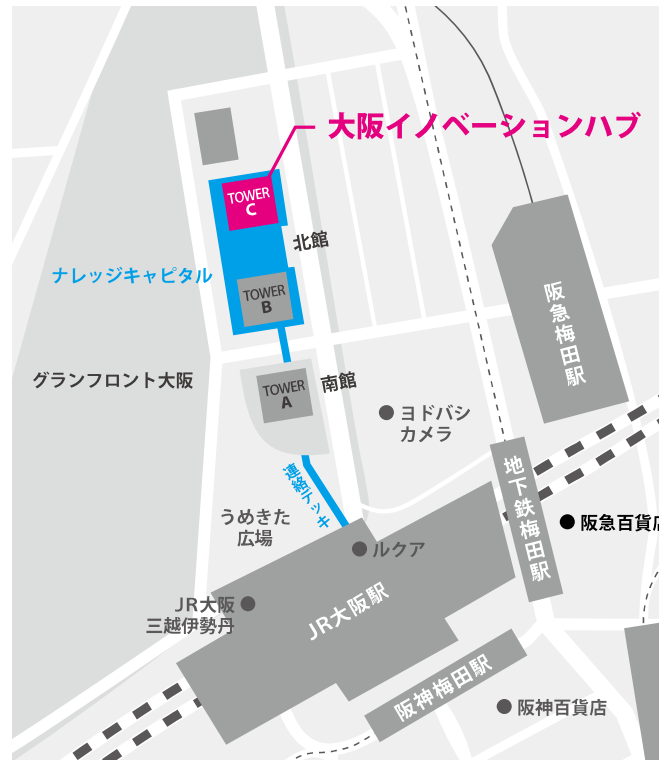 大阪イノベーションハブ
TOWER
C
北館
ナレッジキャピタル
TOWER
B
阪急梅田駅
グランフロント大阪
TOWER
A
南館
ヨドバシ
カメラ
連絡デッキ
地下鉄梅田駅
うめきた
広場
阪急百貨店
ルクア
JR大阪
三越伊勢丹
JR大阪駅
阪神梅田駅
阪神百貨店